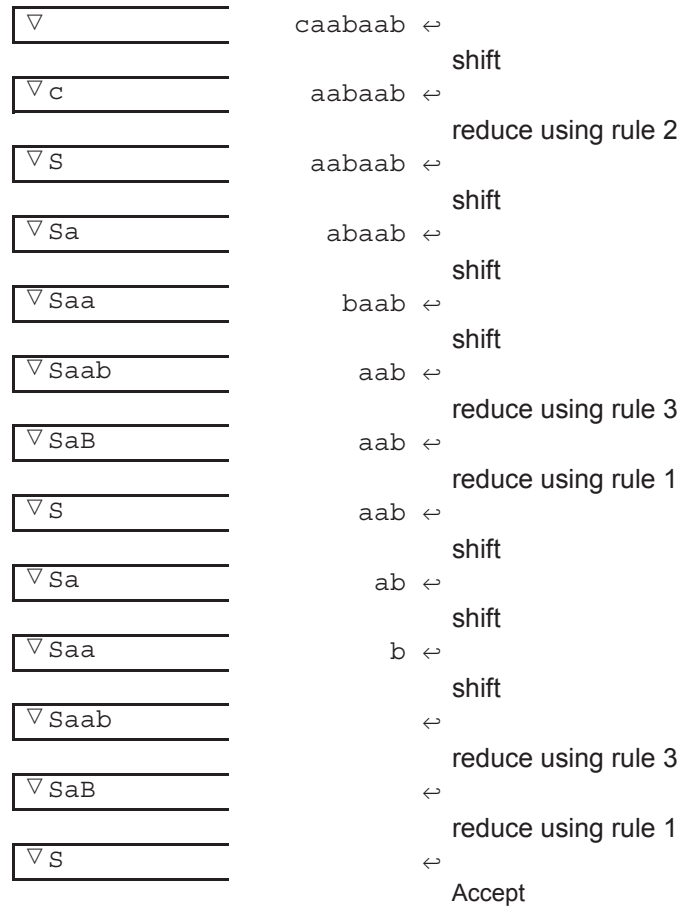 ▽ caabaab ↩
shift
▽ c aabaab ↩
reduce using rule 2
▽ S aabaab ↩
shift
▽ Sa abaab ↩
shift
▽ Saa baab ↩
shift
▽ Saab aab ↩
reduce using rule 3
▽ SaB aab ↩
reduce using rule 1
▽ S aab ↩
shift
▽ Sa ab ↩
shift
▽ Saa b ↩
shift
▽ Saab ↩
reduce using rule 3
▽ SaB ↩
reduce using rule 1
▽ S ↩
Accept